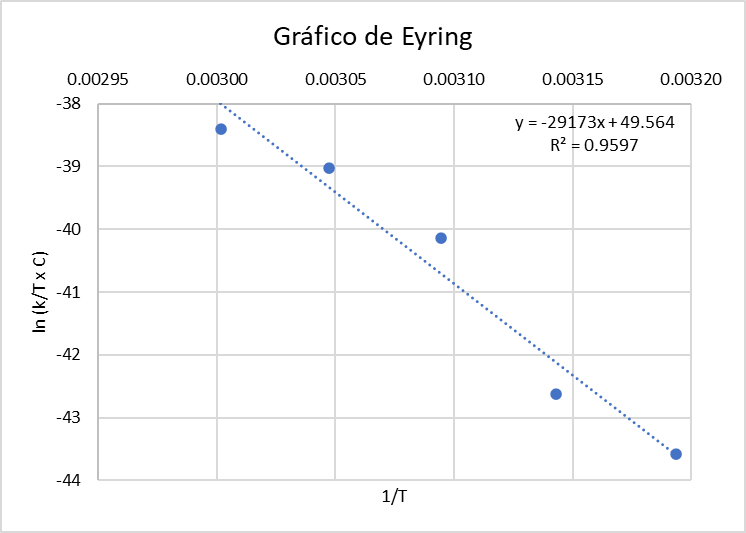 Gráfico de Eyring
0.00295 0.00300 0.00305 0.00310 0.00315 0.00320
-38
y = -29173x + 49.564
R² = 0.9597
-39
-40
-41
-42
-43
-44
ln (k/T x C)
1/T